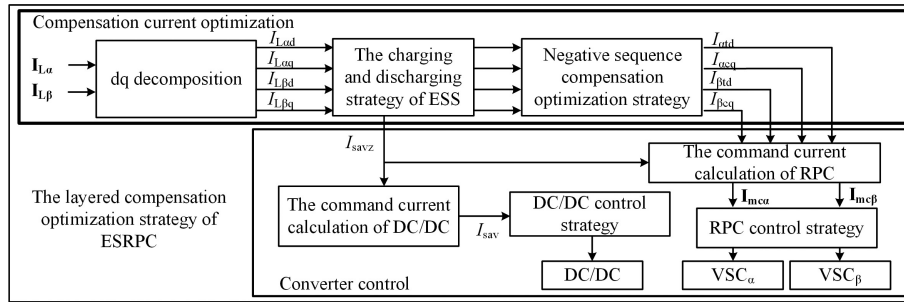 Compensation current optimization
I_Lα
I_Lβ
dq decomposition
I_Lαd
I_Lαq
I_Lβd
I_Lβq
The charging
and discharging
strategy of ESS
Negative sequence
compensation
optimization strategy
I_αtd
I_αcq
I_βtd
I_βcq
I_savz
The command current
calculation of RPC
The layered compensation
optimization strategy of
ESRPC
The command current
calculation of DC/DC
I_sav
DC/DC control
strategy
I_mcα
I_mcβ
RPC control strategy
DC/DC
VSC_α
VSC_β
Converter control